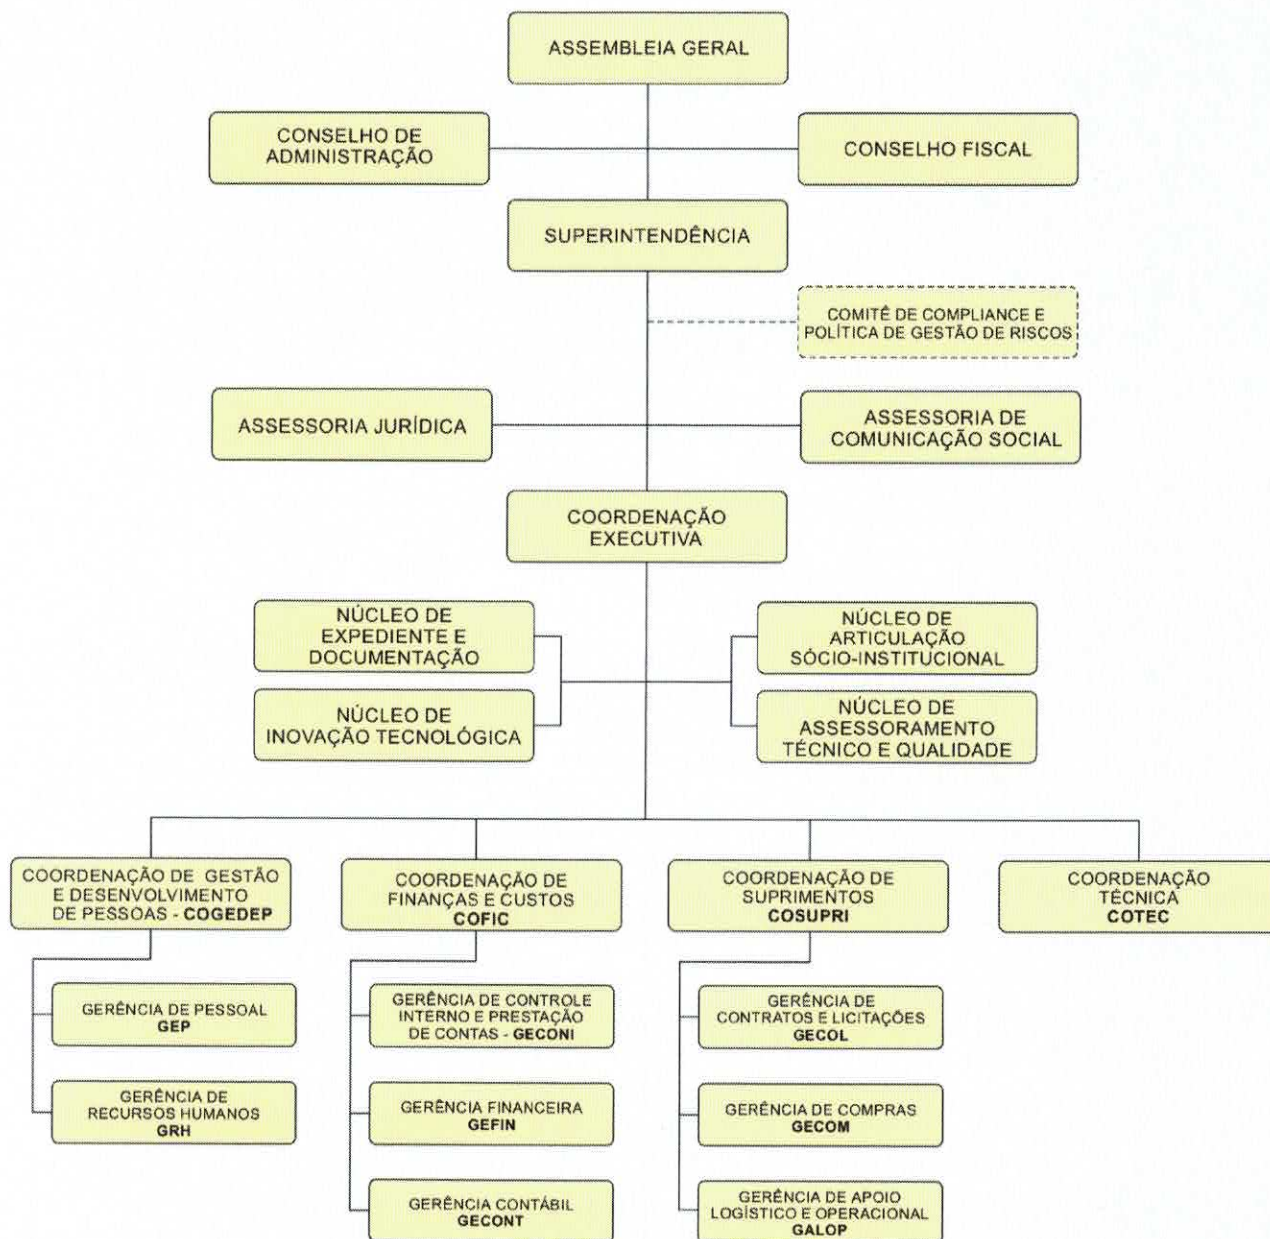 ASSEMBLEIA GERAL
CONSELHO DE
ADMINISTRAÇÃO
CONSELHO FISCAL
SUPERINTENDÊNCIA
COMITÊ DE COMPLIANCE E
POLÍTICA DE GESTÃO DE RISCOS
ASSESSORIA JURÍDICA
ASSESSORIA DE
COMUNICAÇÃO SOCIAL
COORDENAÇÃO
EXECUTIVA
NÚCLEO DE
EXPEDIENTE E
DOCUMENTAÇÃO
NÚCLEO DE
ARTICULAÇÃO
SÓCIO-INSTITUCIONAL
NÚCLEO DE
INOVAÇÃO TECNOLÓGICA
NÚCLEO DE
ASSESSORAMENTO
TÉCNICO E QUALIDADE
COORDENAÇÃO DE GESTÃO
E DESENVOLVIMENTO
DE PESSOAS - COGEDEP
COORDENAÇÃO DE
FINANÇAS E CUSTOS
COFIC
COORDENAÇÃO DE
SUPRIMENTOS
COSUPRI
COORDENAÇÃO
TÉCNICA
COTEC
GERÊNCIA DE PESSOAL
GEP
GERÊNCIA DE CONTROLE
INTERNO E PRESTAÇÃO
DE CONTAS - GECONI
GERÊNCIA DE
CONTRATOS E LICITAÇÕES
GECOL
GERÊNCIA DE
RECURSOS HUMANOS
GRH
GERÊNCIA FINANCEIRA
GEFIN
GERÊNCIA DE COMPRAS
GECOM
GERÊNCIA CONTÁBIL
GECONT
GERÊNCIA DE APOIO
LOGÍSTICO E OPERACIONAL
GALOP